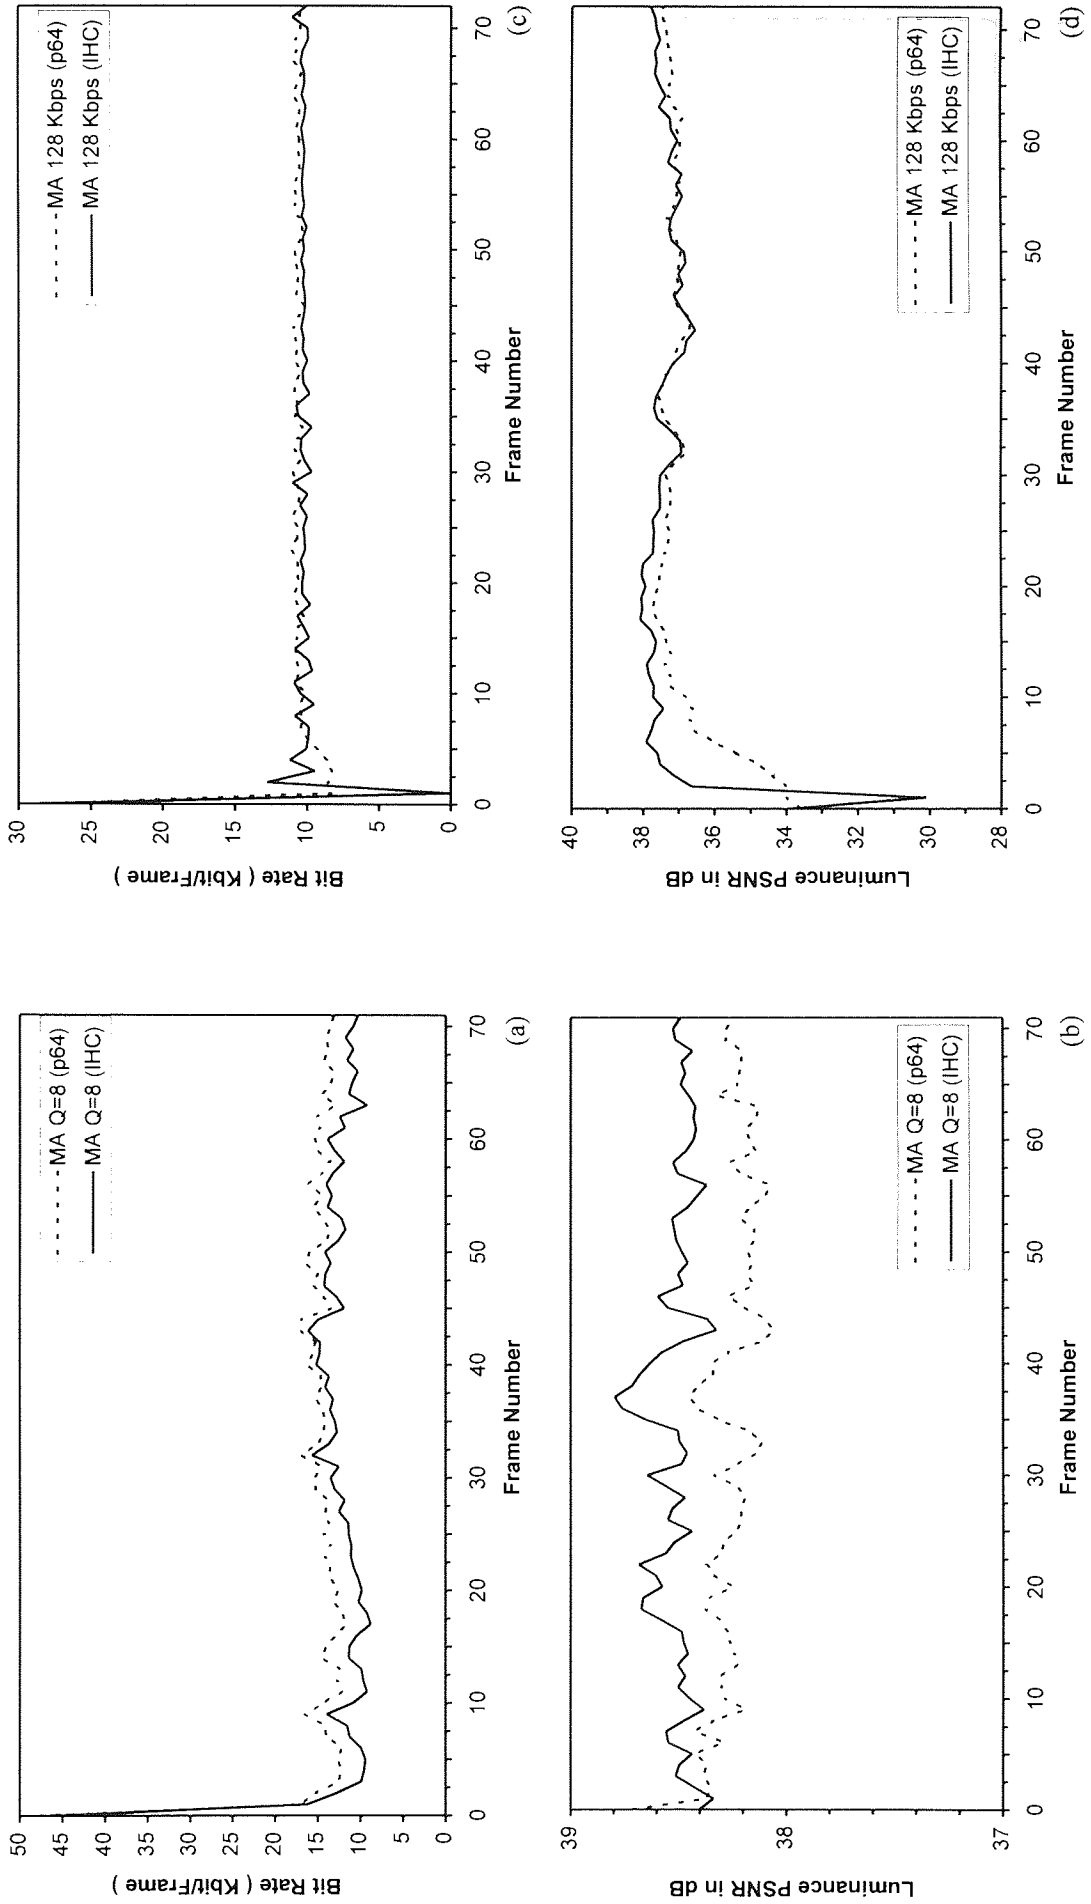 50
45
40
35
30
25
20
15
10
5
0
Bit Rate ( Kbit/Frame )
MA Q=8 (p64)
MA Q=8 (IHC)
0 10 20 30 40 50 60 70
Frame Number
(a)
39
38
37
Luminance PSNR in dB
MA Q=8 (p64)
MA Q=8 (IHC)
0 10 20 30 40 50 60 70
Frame Number
(b)
30
25
20
15
10
5
0
Bit Rate ( Kbit/Frame )
MA 128 Kbps (p64)
MA 128 Kbps (IHC)
0 10 20 30 40 50 60 70
Frame Number
(c)
40
38
36
34
32
30
28
Luminance PSNR in dB
MA 128 Kbps (p64)
MA 128 Kbps (IHC)
0 10 20 30 40 50 60 70
Frame Number
(d)